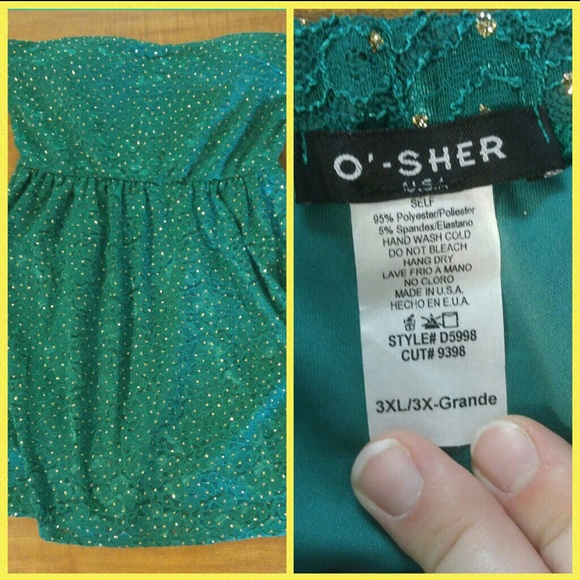 O'-SHER
U.S.A.
SELF
95% Polyester/Poliester
5% Spandex/Elastano
HAND WASH COLD
DO NOT BLEACH
HANG DRY
LAVE FRIO A MANO
NO CLORO
MADE IN U.S.A.
HECHO EN E.U.A.
STYLE# D5998
CUT# 9398
3XL/3X-Grande